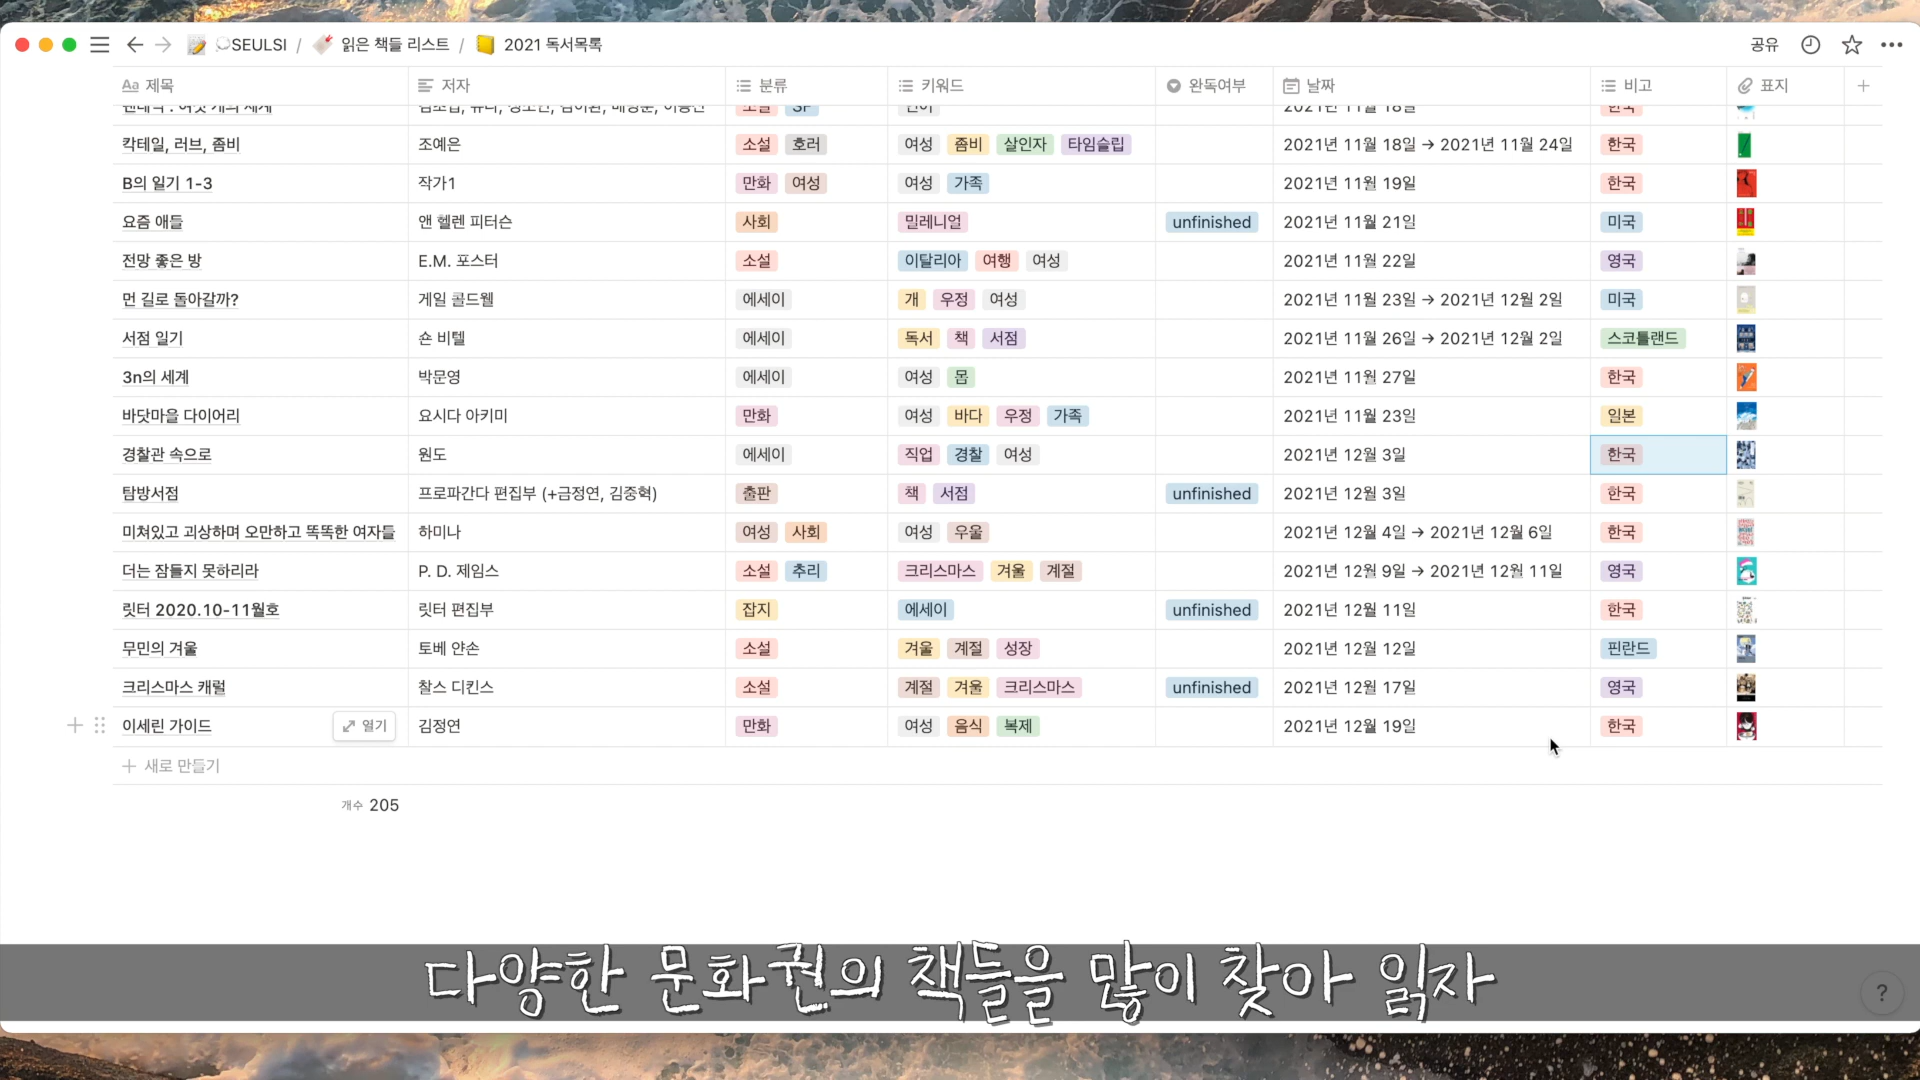 SEULSI / 읽은 책들 리스트 / 2021 독서목록 공유
Aa 제목 저자 분류 키워드 완독여부 날짜 비고 표지
칵테일, 러브, 좀비 조예은 소설 호러 여성 좀비 살인자 타임슬립 2021년 11월 18일 → 2021년 11월 24일 한국
B의 일기 1-3 작가1 만화 여성 여성 가족 2021년 11월 19일 한국
요즘 애들 앤 헬렌 피터슨 사회 밀레니얼 unfinished 2021년 11월 21일 미국
전망 좋은 방 E.M. 포스터 소설 이탈리아 여행 여성 2021년 11월 22일 영국
먼 길로 돌아갈까? 게일 콜드웰 에세이 개 우정 여성 2021년 11월 23일 → 2021년 12월 2일 미국
서점 일기 숀 비텔 에세이 독서 책 서점 2021년 11월 26일 → 2021년 12월 2일 스코틀랜드
3n의 세계 박문영 에세이 여성 몸 2021년 11월 27일 한국
바닷마을 다이어리 요시다 아키미 만화 여성 바다 우정 가족 2021년 11월 23일 일본
경찰관 속으로 원도 에세이 직업 경찰 여성 2021년 12월 3일 한국
탐방서점 프로파간다 편집부 (+금정연, 김중혁) 출판 책 서점 unfinished 2021년 12월 3일 한국
미쳐있고 괴상하며 오만하고 똑똑한 여자들 하미나 여성 사회 여성 우울 2021년 12월 4일 → 2021년 12월 6일 한국
더는 잠들지 못하리라 P. D. 제임스 소설 추리 크리스마스 겨울 계절 2021년 12월 9일 → 2021년 12월 11일 영국
릿터 2020.10-11월호 릿터 편집부 잡지 에세이 unfinished 2021년 12월 11일 한국
무민의 겨울 토베 얀손 소설 겨울 계절 성장 2021년 12월 12일 핀란드
크리스마스 캐럴 찰스 디킨스 소설 계절 겨울 크리스마스 unfinished 2021년 12월 17일 영국
이세린 가이드 열기 김정연 만화 여성 음식 복제 2021년 12월 19일 한국
새로 만들기
개수 205
다양한 문화권의 책들을 많이 찾아 읽자
?